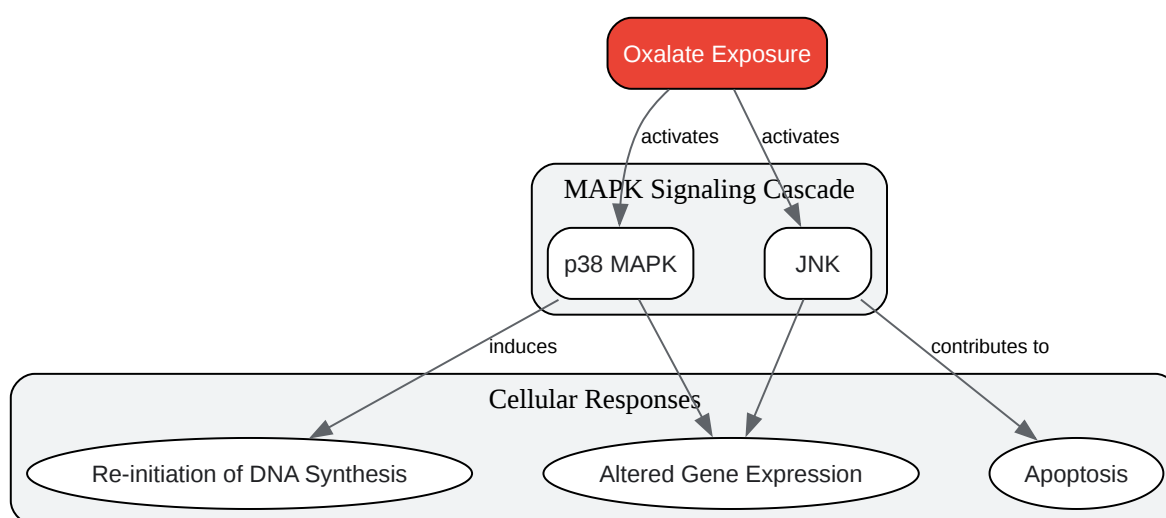 Oxalate Exposure
activates
activates
MAPK Signaling Cascade
p38 MAPK
JNK
induces
contributes to
Cellular Responses
Re-initiation of DNA Synthesis
Altered Gene Expression
Apoptosis